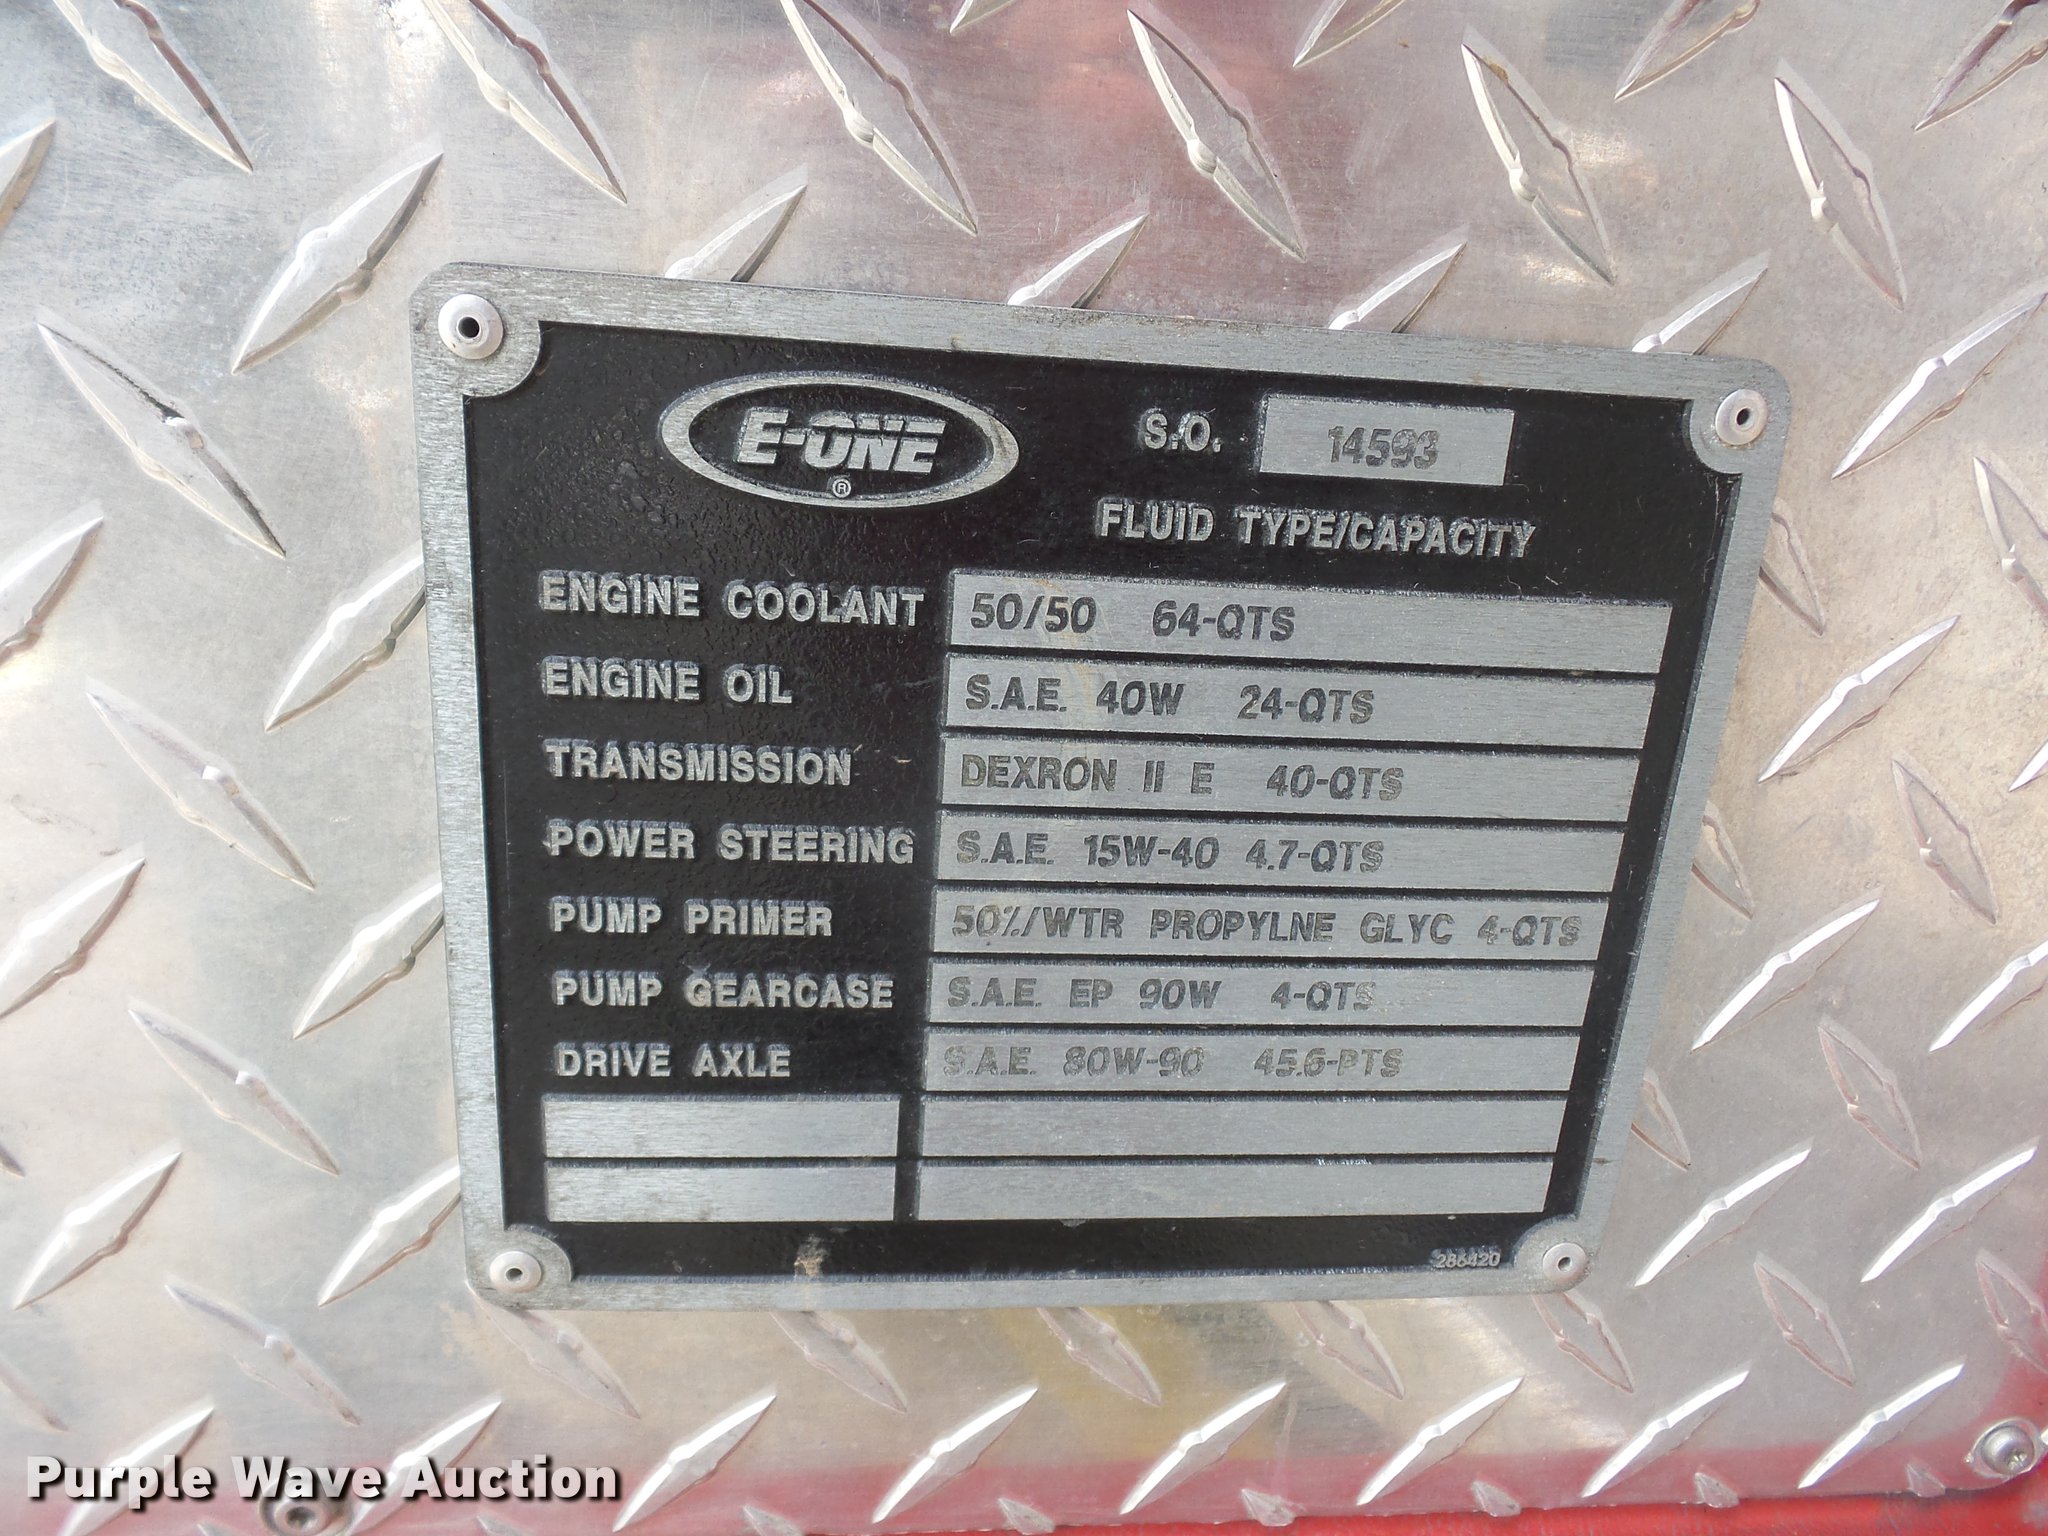 E-ONE ®
S.O. 14593
FLUID TYPE/CAPACITY
ENGINE COOLANT 50/50 64-QTS
ENGINE OIL S.A.E. 40W 24-QTS
TRANSMISSION DEXRON II E 40-QTS
POWER STEERING S.A.E. 15W-40 4.7-QTS
PUMP PRIMER 50%/WTR PROPYLNE GLYC 4-QTS
PUMP GEARCASE S.A.E. EP 90W 4-QTS
DRIVE AXLE S.A.E. 80W-90 45.6-PTS
286420
Purple Wave Auction